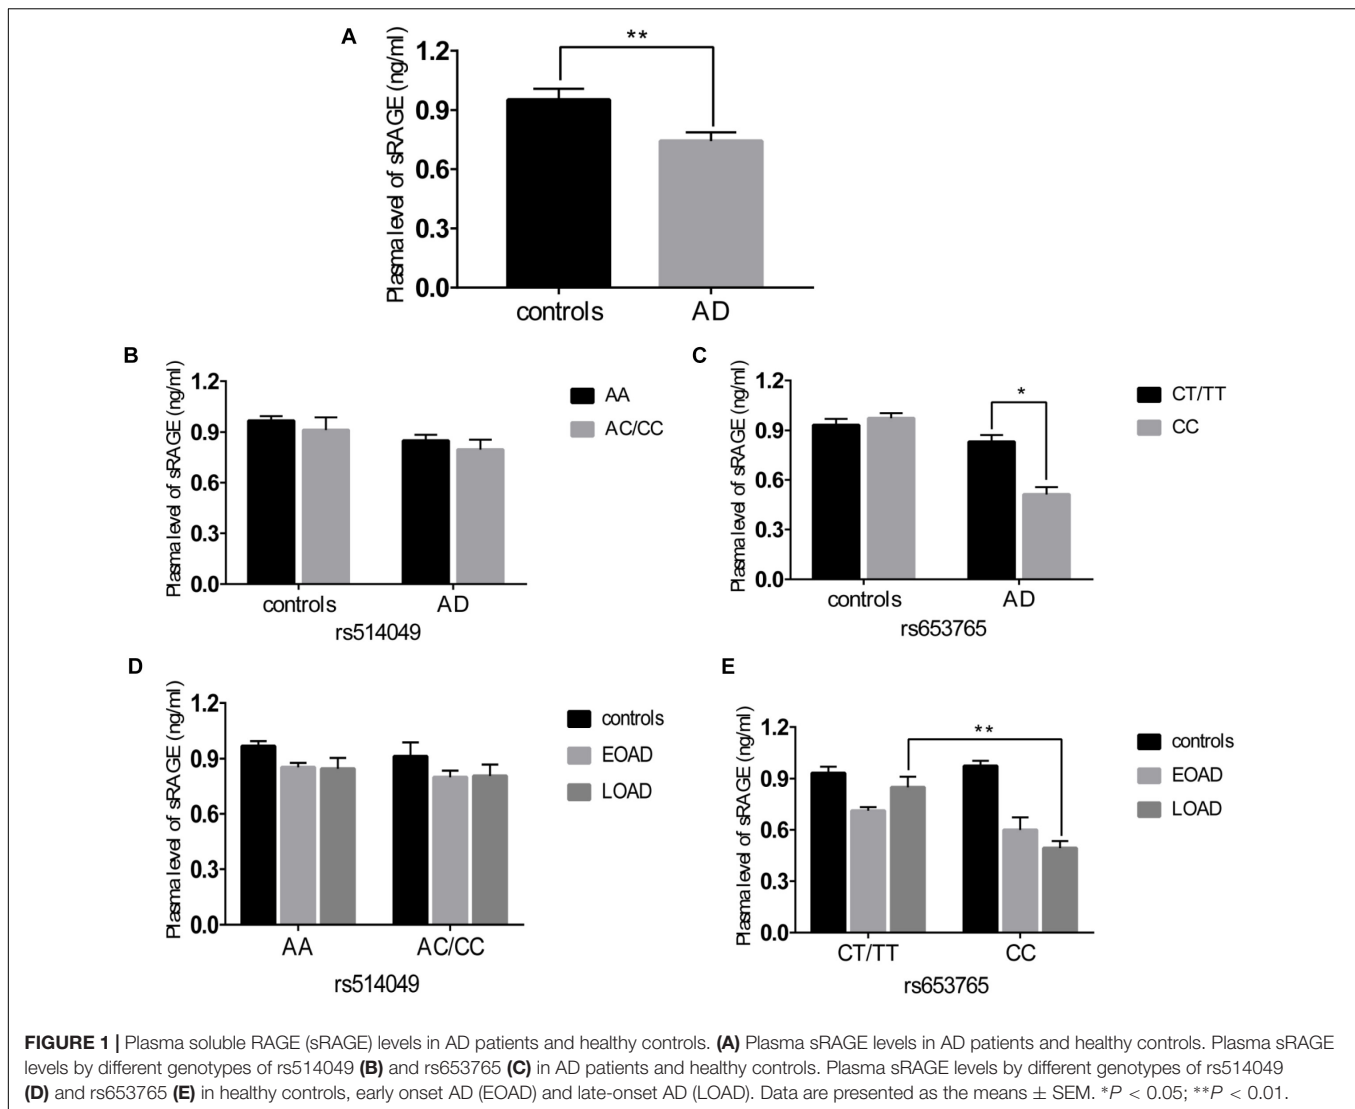 A
**
Plasma level of sRAGE (ng/ml)
1.2
0.9
0.6
0.3
0.0
controls
AD
B
Plasma level of sRAGE (ng/ml)
1.2
0.9
0.6
0.3
0.0
controls
AD
rs514049
AA
AC/CC
C
Plasma level of sRAGE (ng/ml)
1.2
0.9
0.6
0.3
0.0
*
controls
AD
rs653765
CT/TT
CC
D
Plasma level of sRAGE (ng/ml)
1.2
0.9
0.6
0.3
0.0
AA
AC/CC
rs514049
controls
EOAD
LOAD
E
Plasma level of sRAGE (ng/ml)
1.2
0.9
0.6
0.3
0.0
**
CT/TT
CC
rs653765
controls
EOAD
LOAD
FIGURE 1 | Plasma soluble RAGE (sRAGE) levels in AD patients and healthy controls. (A) Plasma sRAGE levels in AD patients and healthy controls. Plasma sRAGE
levels by different genotypes of rs514049 (B) and rs653765 (C) in AD patients and healthy controls. Plasma sRAGE levels by different genotypes of rs514049
(D) and rs653765 (E) in healthy controls, early onset AD (EOAD) and late-onset AD (LOAD). Data are presented as the means ± SEM. *P < 0.05; **P < 0.01.